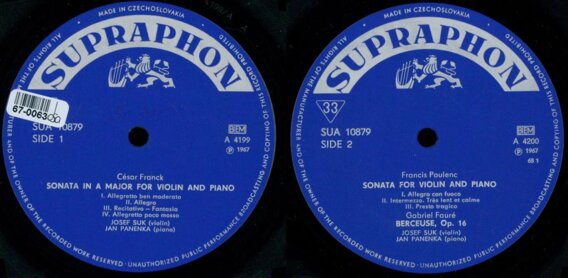 MADE IN CZECHOSLOVAKIA
SUPRAPHON
67-0063
SUA 10879
SIDE 1
BIEM
A 4199
Ⓟ 1967
César Franck
SONATA IN A MAJOR FOR VIOLIN AND PIANO
I. Allegretto ben moderato
II. Allegro
III. Recitativo - Fantasia
IV. Allegretto poco mosso
JOSEF SUK (violin)
JAN PANENKA (piano)
ALL RIGHTS OF THE MANUFACTURER AND OF THE OWNER OF THE RECORDED WORK RESERVED · UNAUTHORIZED PUBLIC PERFORMANCE BROADCASTING AND COPYING OF THIS RECORD PROHIBITED
MADE IN CZECHOSLOVAKIA
SUPRAPHON
33
SUA 10879
SIDE 2
BIEM
A 4200
Ⓟ 1967
68 1
Francis Poulenc
SONATA FOR VIOLIN AND PIANO
I. Allegro con fuoco
II. Intermezzo. Très lent et calme
III. Presto tragico
Gabriel Fauré
BERCEUSE, Op. 16
JOSEF SUK (violin)
JAN PANENKA (piano)
ALL RIGHTS OF THE MANUFACTURER AND OF THE OWNER OF THE RECORDED WORK RESERVED · UNAUTHORIZED PUBLIC PERFORMANCE BROADCASTING AND COPYING OF THIS RECORD PROHIBITED